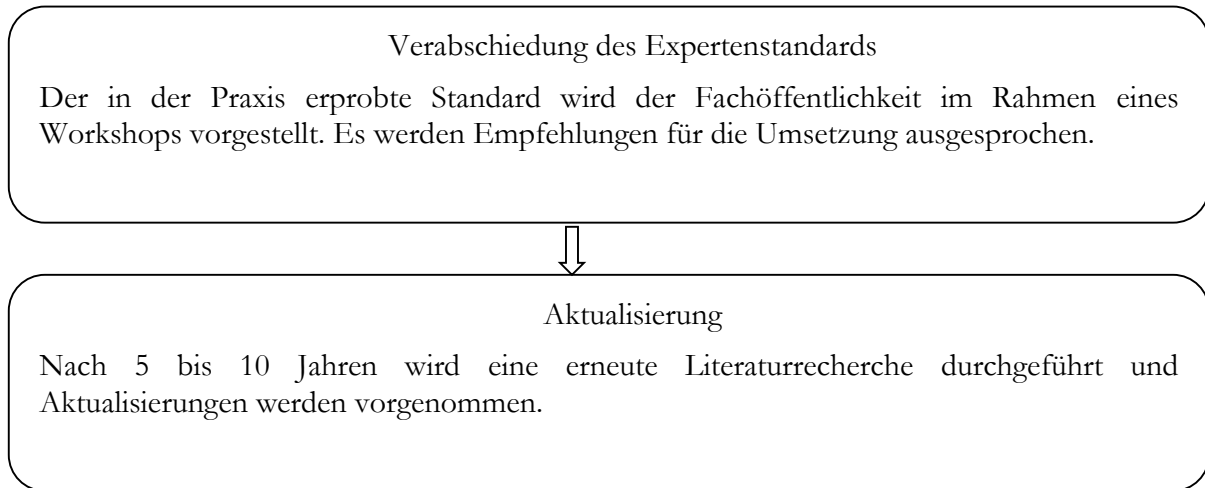 Verabschiedung des Expertenstandards
Der in der Praxis erprobte Standard wird der Fachöffentlichkeit im Rahmen eines
Workshops vorgestellt. Es werden Empfehlungen für die Umsetzung ausgesprochen.
Aktualisierung
Nach 5 bis 10 Jahren wird eine erneute Literaturrecherche durchgeführt und
Aktualisierungen werden vorgenommen.